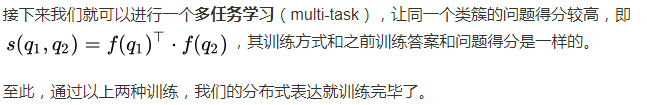 接下来我们就可以进行一个多任务学习（multi-task），让同一个类簇的问题得分较高，即
s(q₁, q₂) = f(q₁)^⊤ · f(q₂)，其训练方式和之前训练答案和问题得分是一样的。
至此，通过以上两种训练，我们的分布式表达就训练完毕了。